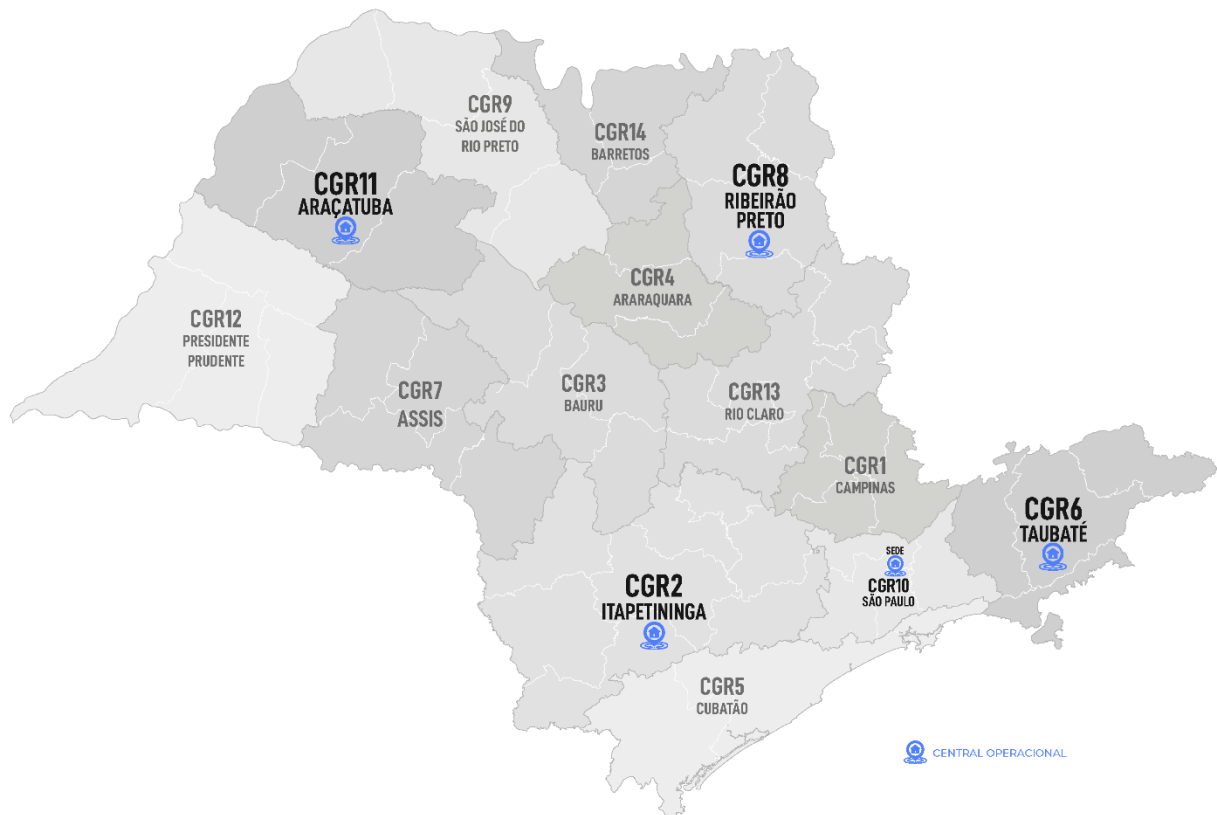 CGR9
SÃO JOSÉ DO
RIO PRETO
CGR14
BARRETOS
CGR11
ARAÇATUBA
CGR8
RIBEIRÃO
PRETO
CGR4
ARARAQUARA
CGR12
PRESIDENTE
PRUDENTE
CGR7
ASSIS
CGR3
BAURU
CGR13
RIO CLARO
CGR1
CAMPINAS
CGR6
TAUBATÉ
SEDE
CGR10
SÃO PAULO
CGR2
ITAPETININGA
CGR5
CUBATÃO
CENTRAL OPERACIONAL